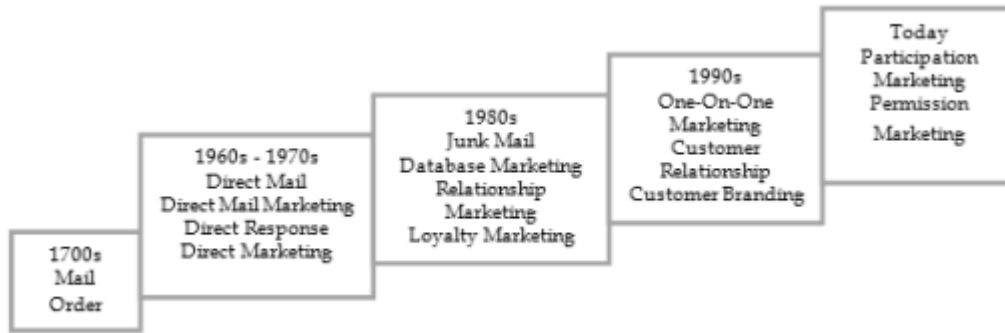 1700s
Mail
Order
1960s - 1970s
Direct Mail
Direct Mail Marketing
Direct Response
Direct Marketing
1980s
Junk Mail
Database Marketing
Relationship
Marketing
Loyalty Marketing
1990s
One-On-One
Marketing
Customer
Relationship
Customer Branding
Today
Participation
Marketing
Permission
Marketing